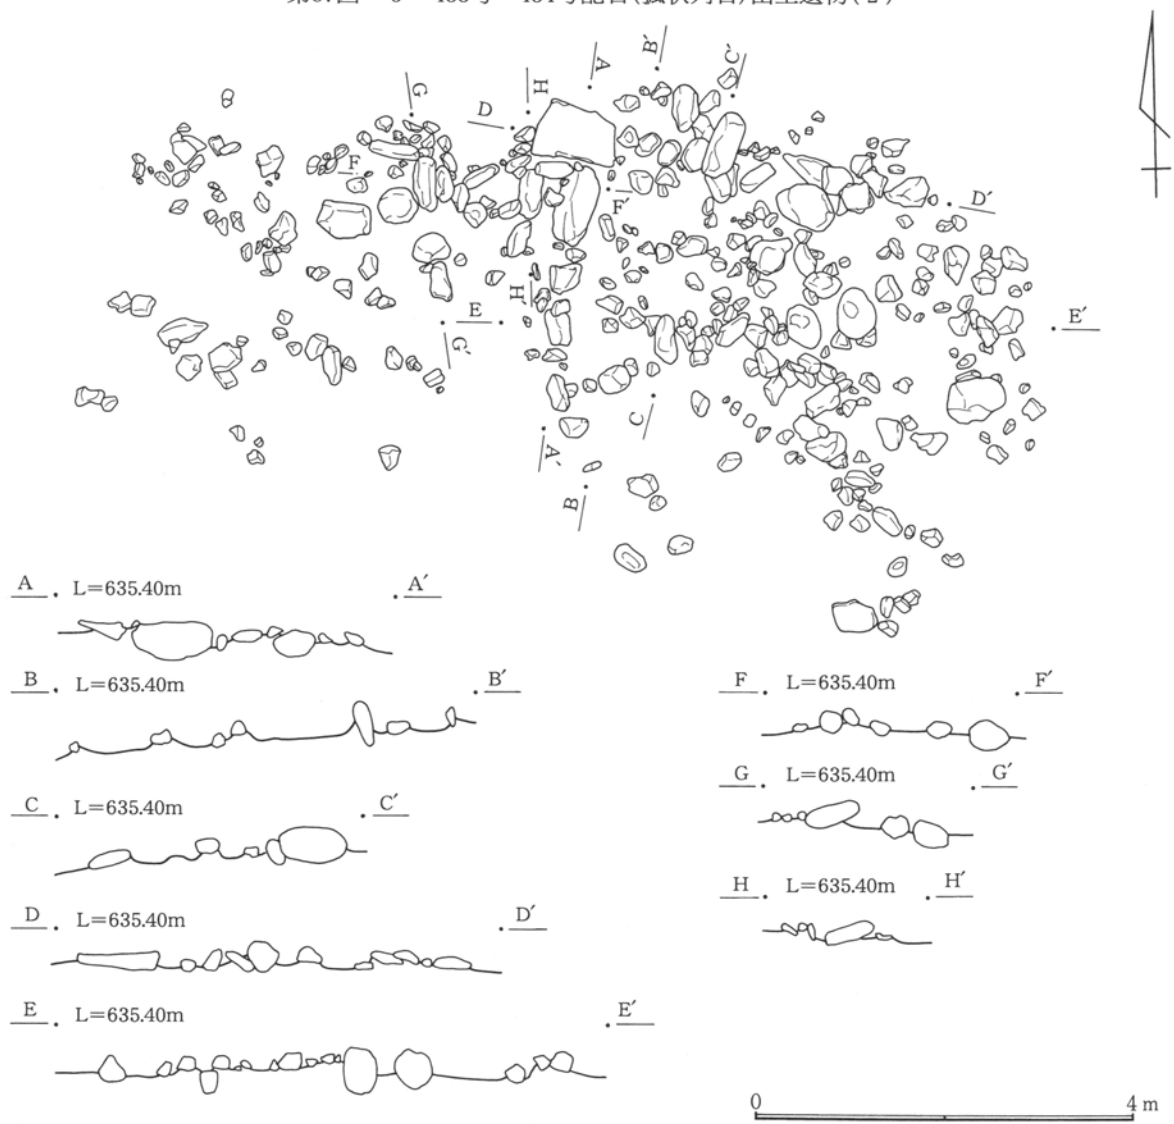 A
B′
C′
G
H
D
F
F′
D′
H′
E
G′
E′
C
A′
B
A L=635.40m A′
B L=635.40m B′
C L=635.40m C′
D L=635.40m D′
E L=635.40m E′
F L=635.40m F′
G L=635.40m G′
H L=635.40m H′
0 4 m